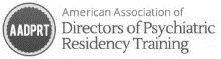 AADPRT
American Association of
Directors of Psychiatric
Residency Training